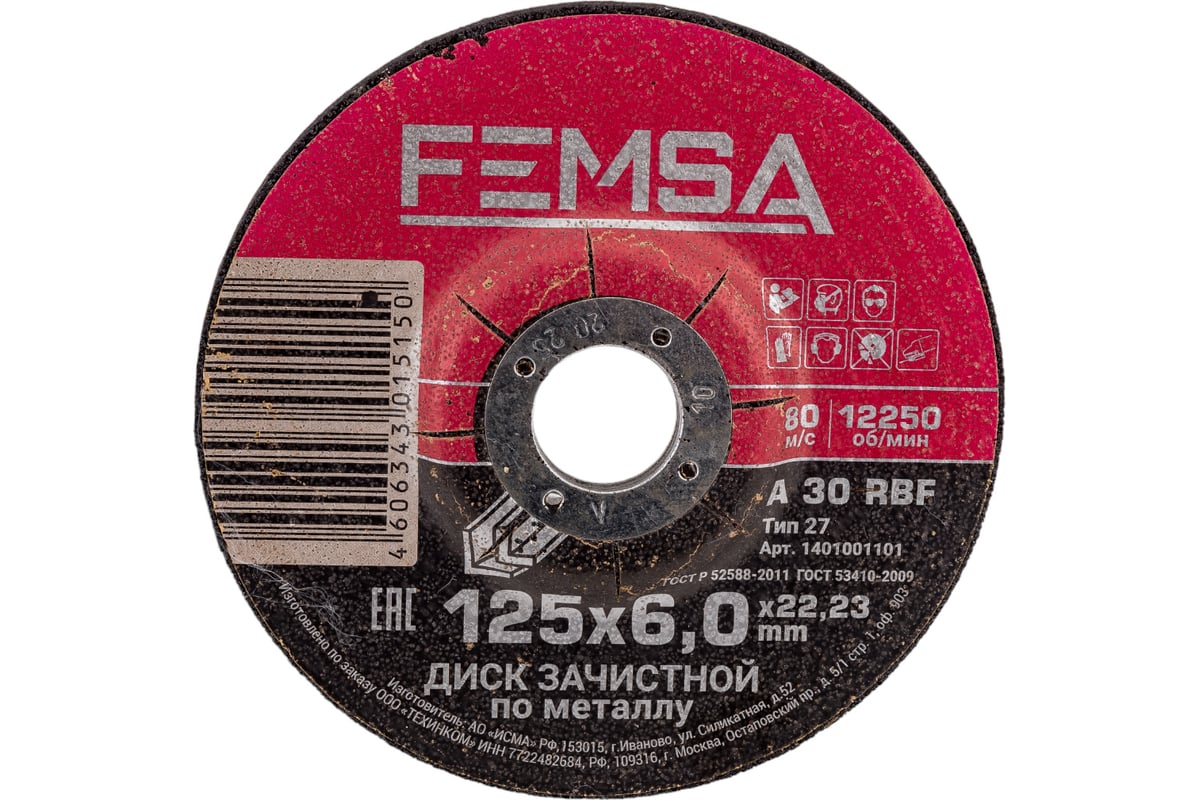 FEMSA
4606343015150
20 26
10
V
80 м/с
12250 об/мин
A 30 RBF
Тип 27
Арт. 1401001101
ГОСТ Р 52588-2011 ГОСТ 53410-2009
EAC
125x6,0 x22,23 mm
ДИСК ЗАЧИСТНОЙ
по металлу
Изготовитель: АО «ИСМА» РФ,153015, г.Иваново, ул. Силикатная, д.52
Изготовлено по заказу ООО «ТЕХИНКОМ» ИНН 7722482684, РФ, 109316, г. Москва, Остаповский пр., д. 5/1 стр. 1, оф. 903